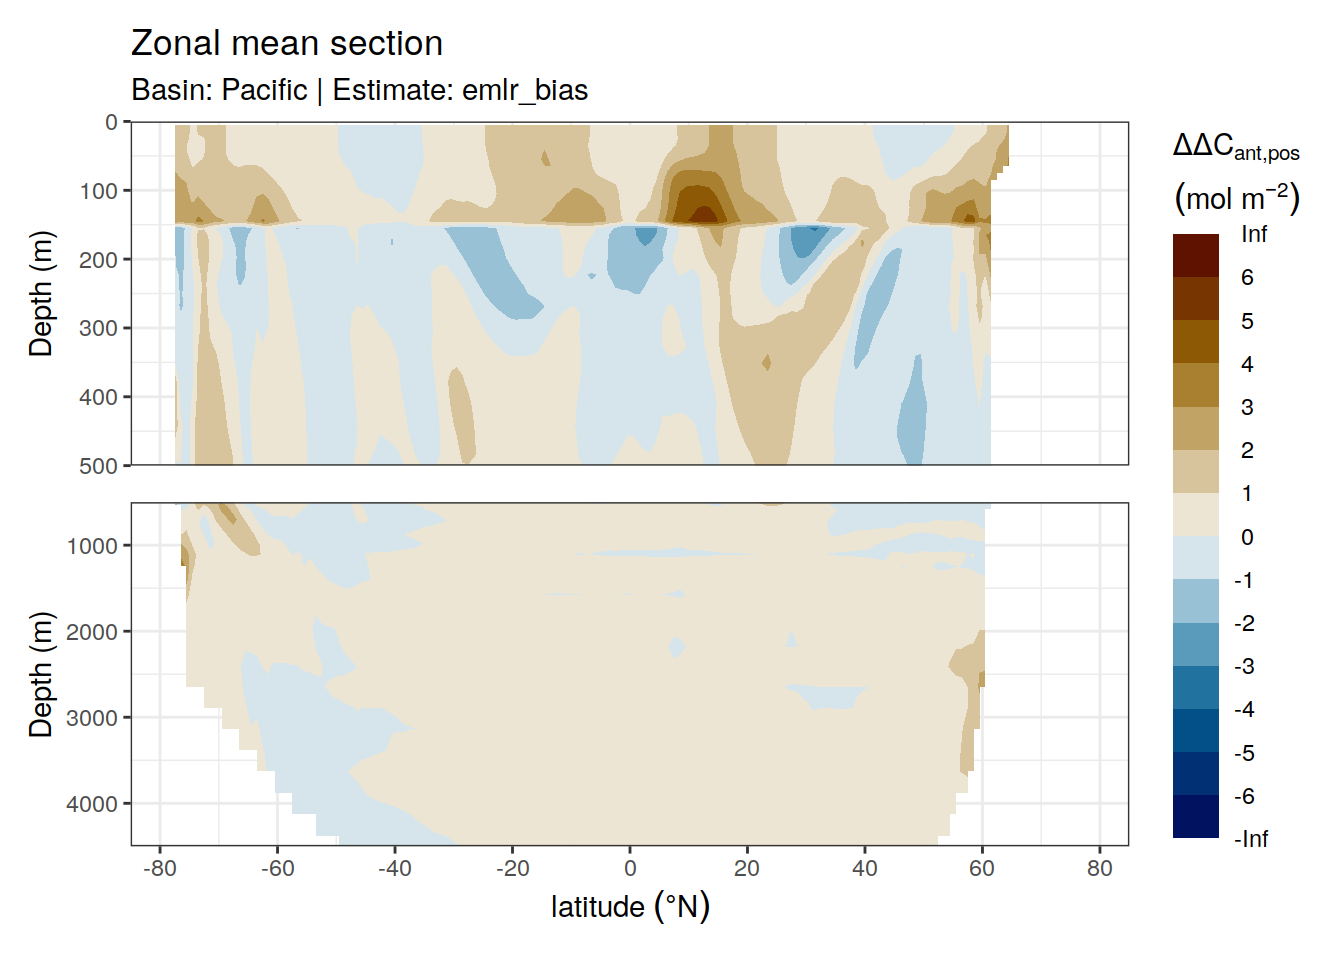 Zonal mean section
Basin: Pacific | Estimate: emlr_bias
0
100
200
300
400
500
Depth (m)
1000
2000
3000
4000
Depth (m)
-80 -60 -40 -20 0 20 40 60 80
latitude (°N)
ΔΔC_ant,pos
(mol m⁻²)
Inf
6
5
4
3
2
1
0
-1
-2
-3
-4
-5
-6
-Inf